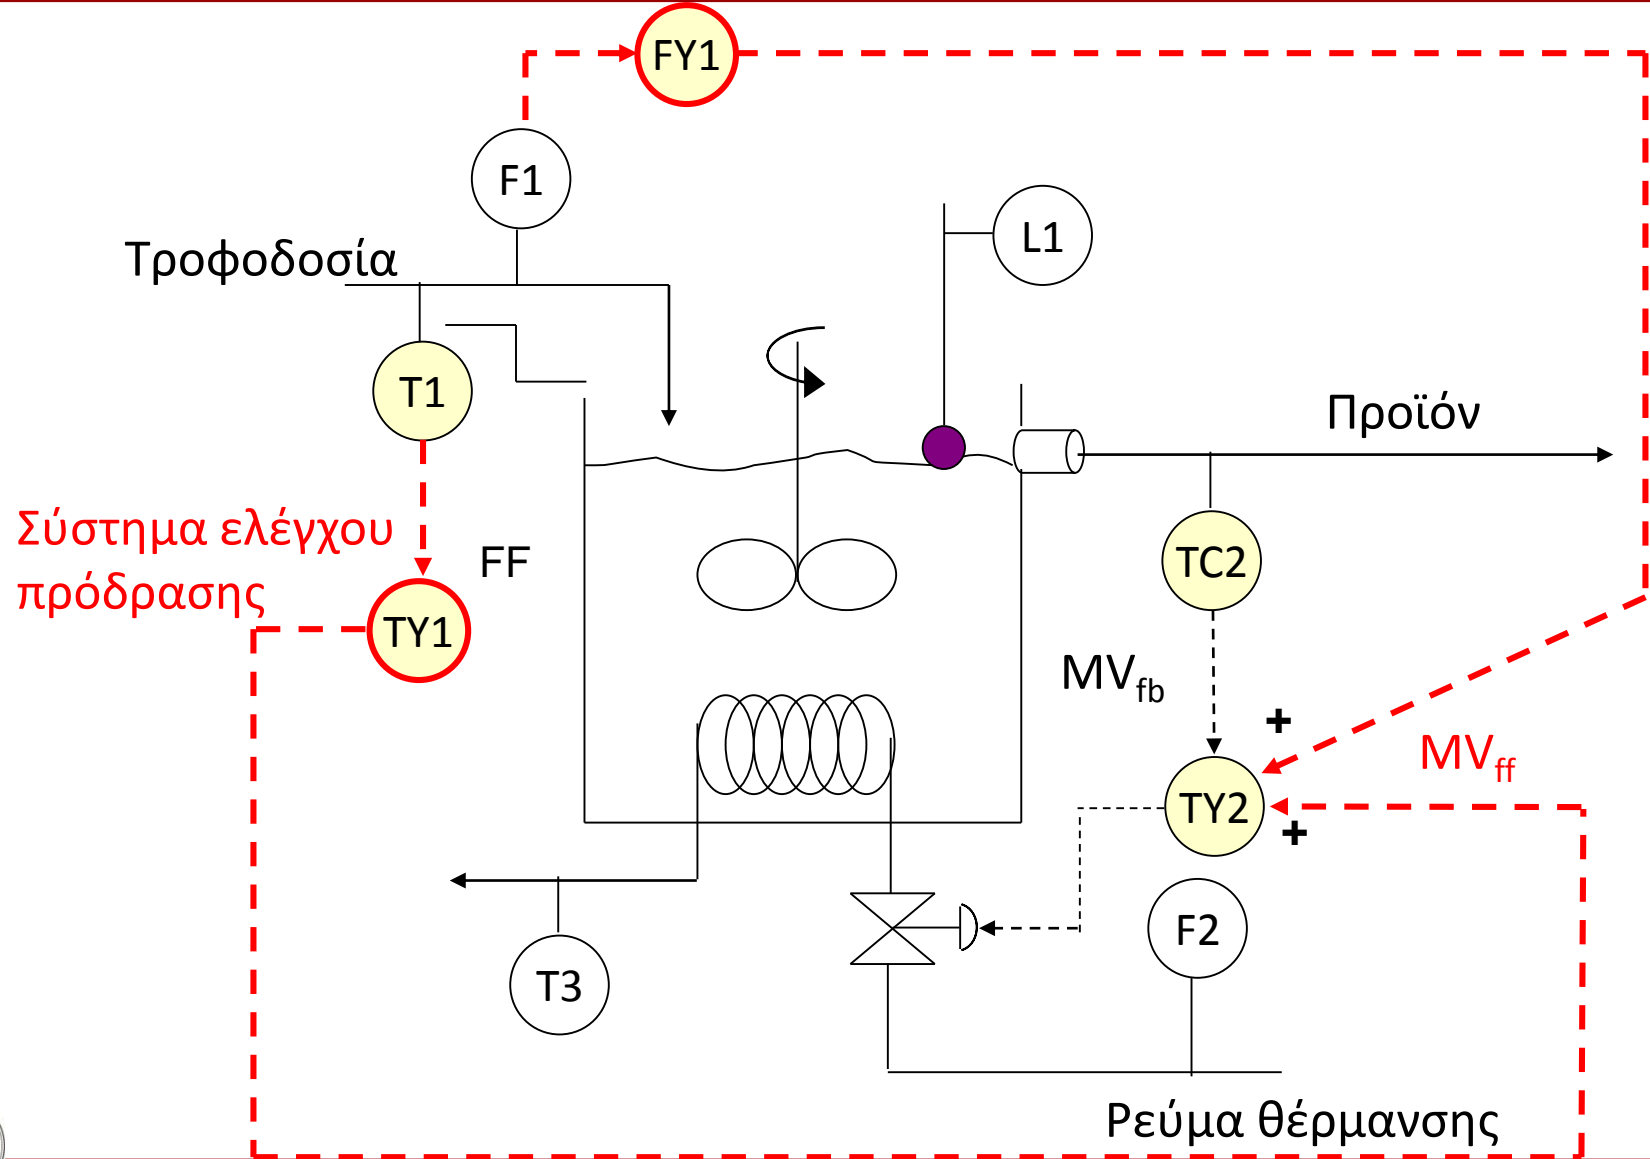 FY1
F1
L1
Τροφοδοσία
T1
Προϊόν
Σύστημα ελέγχου
πρόδρασης
FF
TC2
TY1
MVfb
+
MVff
TY2
+
F2
T3
Ρεύμα θέρμανσης